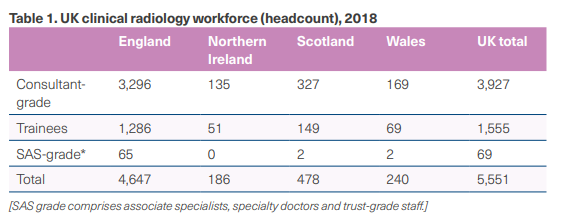 Table 1. UK clinical radiology workforce (headcount), 2018
England Northern Ireland Scotland Wales UK total
Consultant-grade 3,296 135 327 169 3,927
Trainees 1,286 51 149 69 1,555
SAS-grade* 65 0 2 2 69
Total 4,647 186 478 240 5,551
[SAS grade comprises associate specialists, specialty doctors and trust-grade staff.]